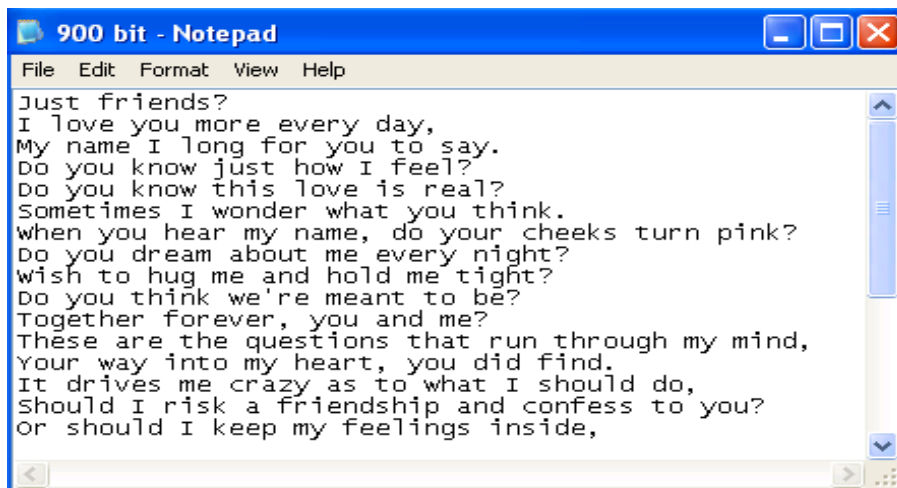 900 bit - Notepad
File Edit Format View Help
Just friends?
I love you more every day,
My name I long for you to say.
Do you know just how I feel?
Do you know this love is real?
Sometimes I wonder what you think.
When you hear my name, do your cheeks turn pink?
Do you dream about me every night?
Wish to hug me and hold me tight?
Do you think we're meant to be?
Together forever, you and me?
These are the questions that run through my mind,
Your way into my heart, you did find.
It drives me crazy as to what I should do,
Should I risk a friendship and confess to you?
Or should I keep my feelings inside,